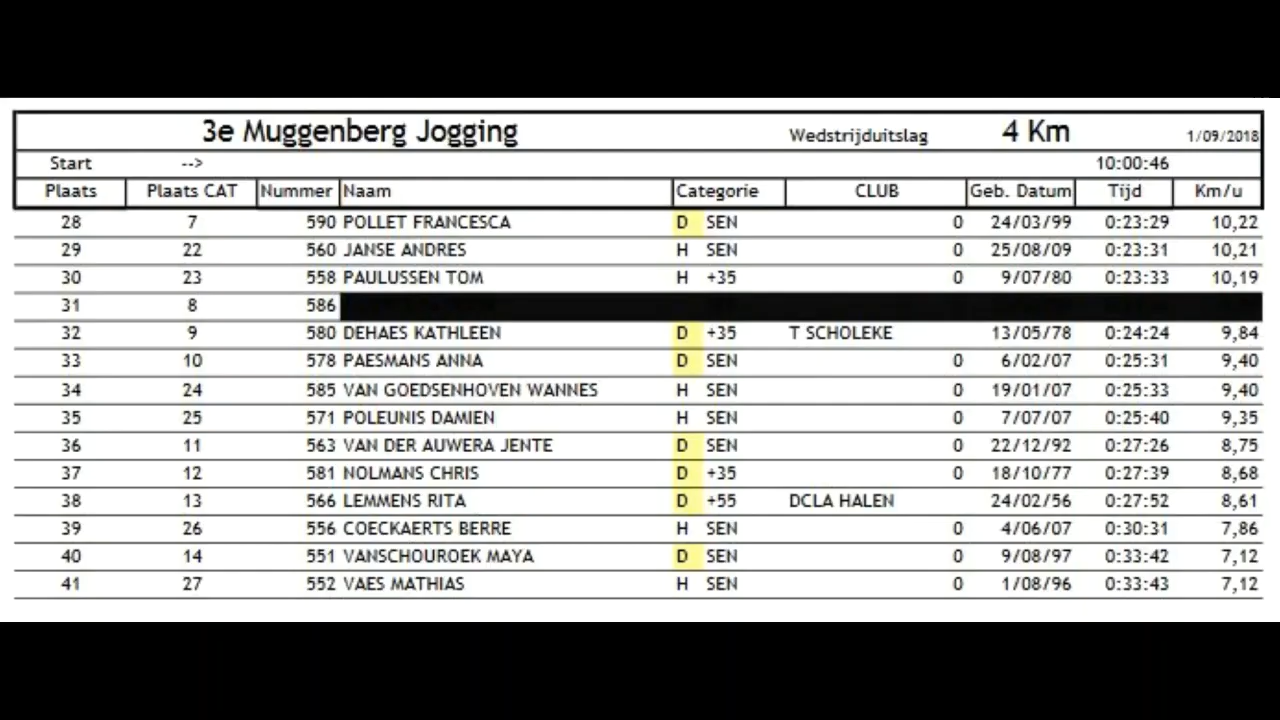 3e Muggenberg Jogging Wedstrijduitslag 4 Km 1/09/2018
Start --> 10:00:46
Plaats Plaats CAT Nummer Naam Categorie CLUB Geb. Datum Tijd Km/u
28 7 590 POLLET FRANCESCA D SEN 0 24/03/99 0:23:29 10,22
29 22 560 JANSE ANDRES H SEN 0 25/08/09 0:23:31 10,21
30 23 558 PAULUSSEN TOM H +35 0 9/07/80 0:23:33 10,19
31 8 586
32 9 580 DEHAES KATHLEEN D +35 T SCHOLEKE 13/05/78 0:24:24 9,84
33 10 578 PAESMANS ANNA D SEN 0 6/02/07 0:25:31 9,40
34 24 585 VAN GOEDSENHOVEN WANNES H SEN 0 19/01/07 0:25:33 9,40
35 25 571 POLEUNIS DAMIEN H SEN 0 7/07/07 0:25:40 9,35
36 11 563 VAN DER AUWERA JENTE D SEN 0 22/12/92 0:27:26 8,75
37 12 581 NOLMANS CHRIS D +35 0 18/10/77 0:27:39 8,68
38 13 566 LEMMENS RITA D +55 DCLA HALEN 24/02/56 0:27:52 8,61
39 26 556 COECKAERTS BERRE H SEN 0 4/06/07 0:30:31 7,86
40 14 551 VANSCHOUROEK MAYA D SEN 0 9/08/97 0:33:42 7,12
41 27 552 VAES MATHIAS H SEN 0 1/08/96 0:33:43 7,12